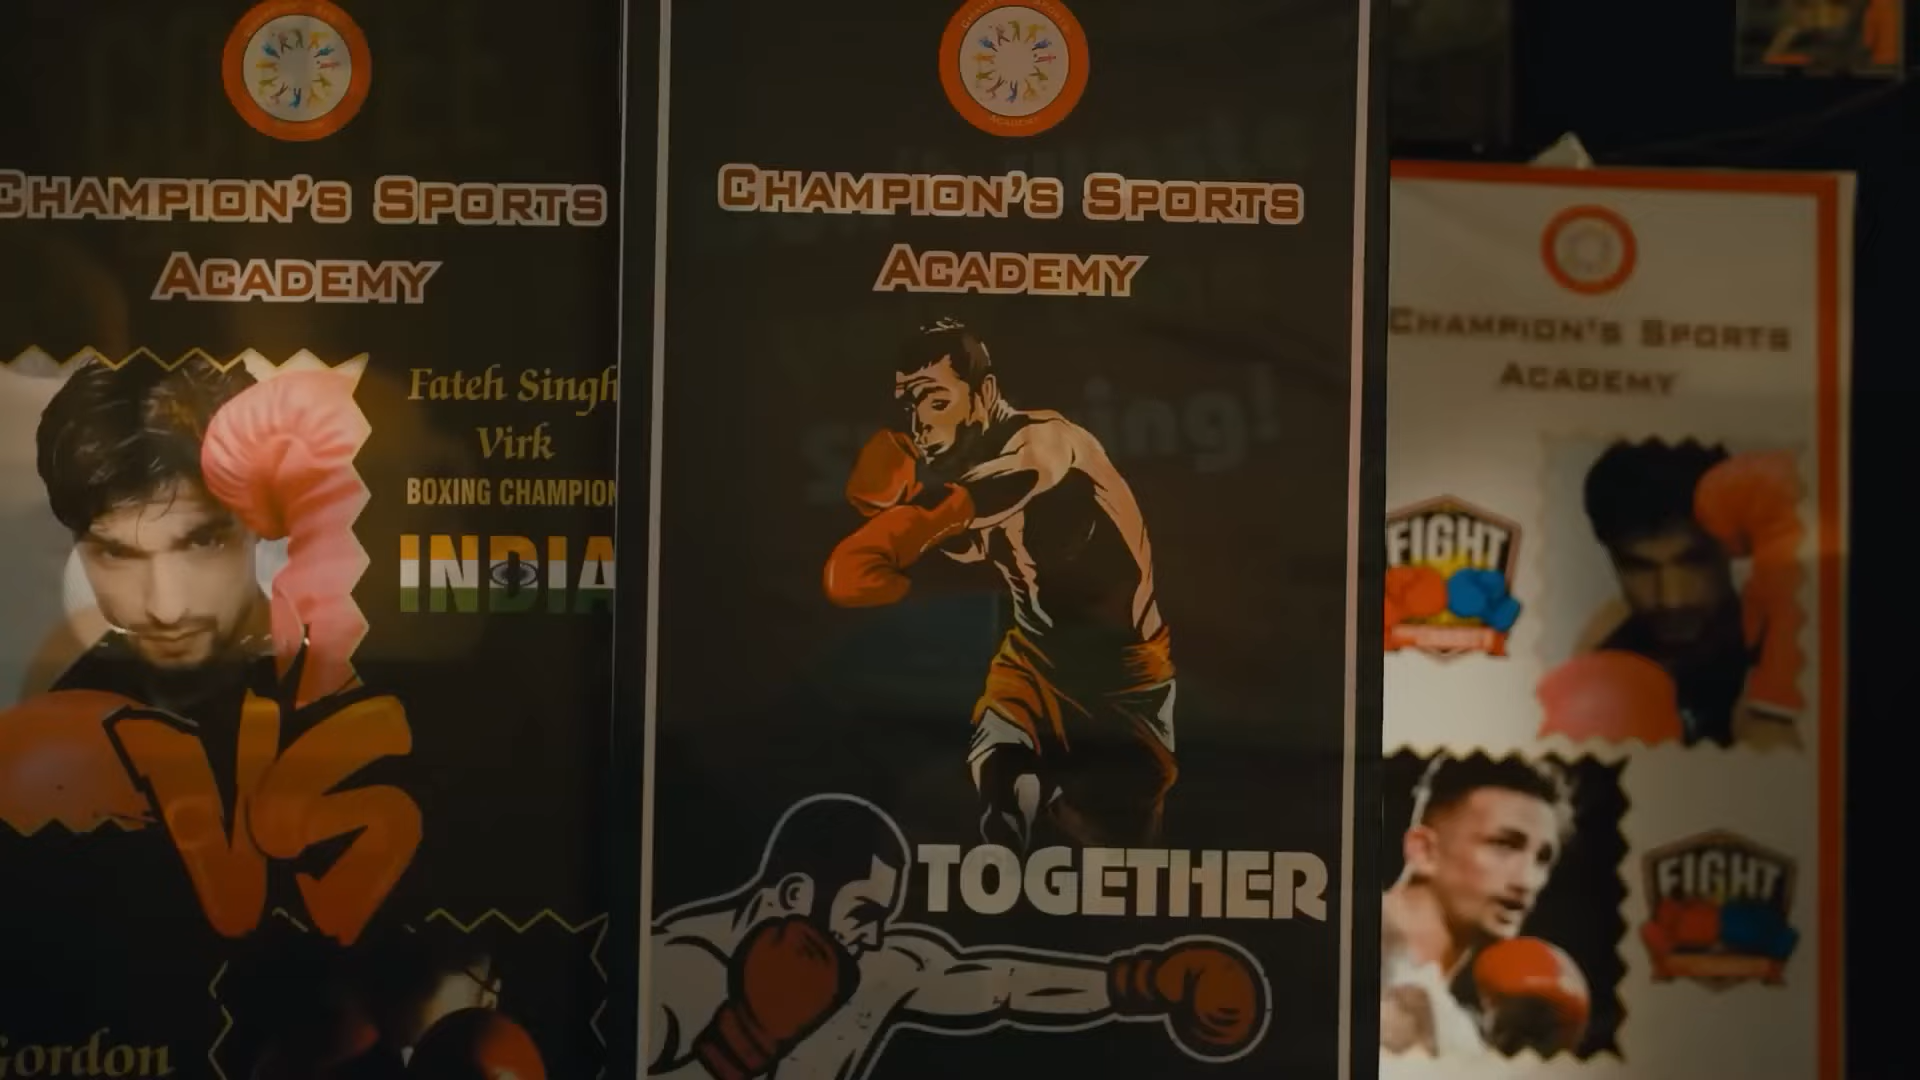 CHAMPION'S SPORTS
ACADEMY
Fateh Singh
Virk
BOXING CHAMPION
INDIA
VS
Gordon
CHAMPION'S SPORTS
ACADEMY
TOGETHER
CHAMPION'S SPORTS
ACADEMY
FIGHT
FIGHT